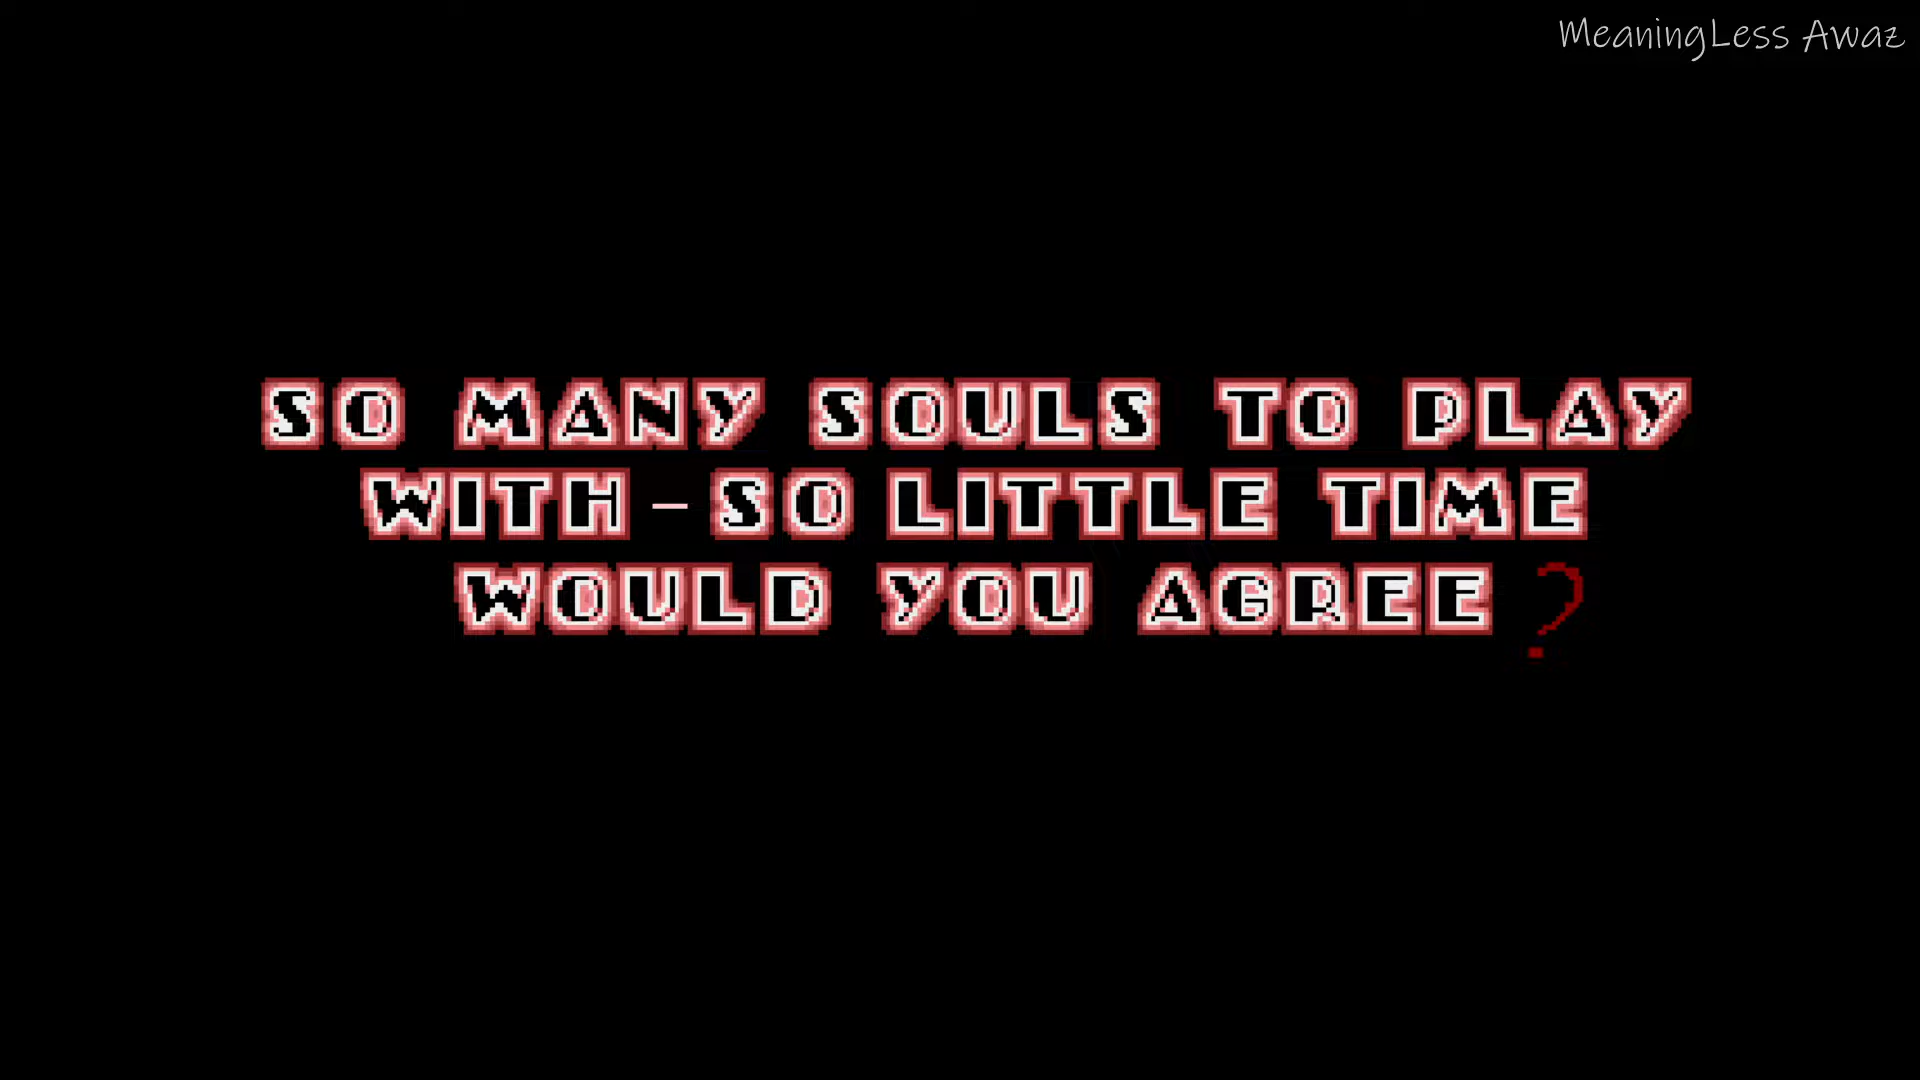 MeaningLess Awaz
SO MANY SOULS TO PLAY
WITH - SO LITTLE TIME
WOULD YOU AGREE?